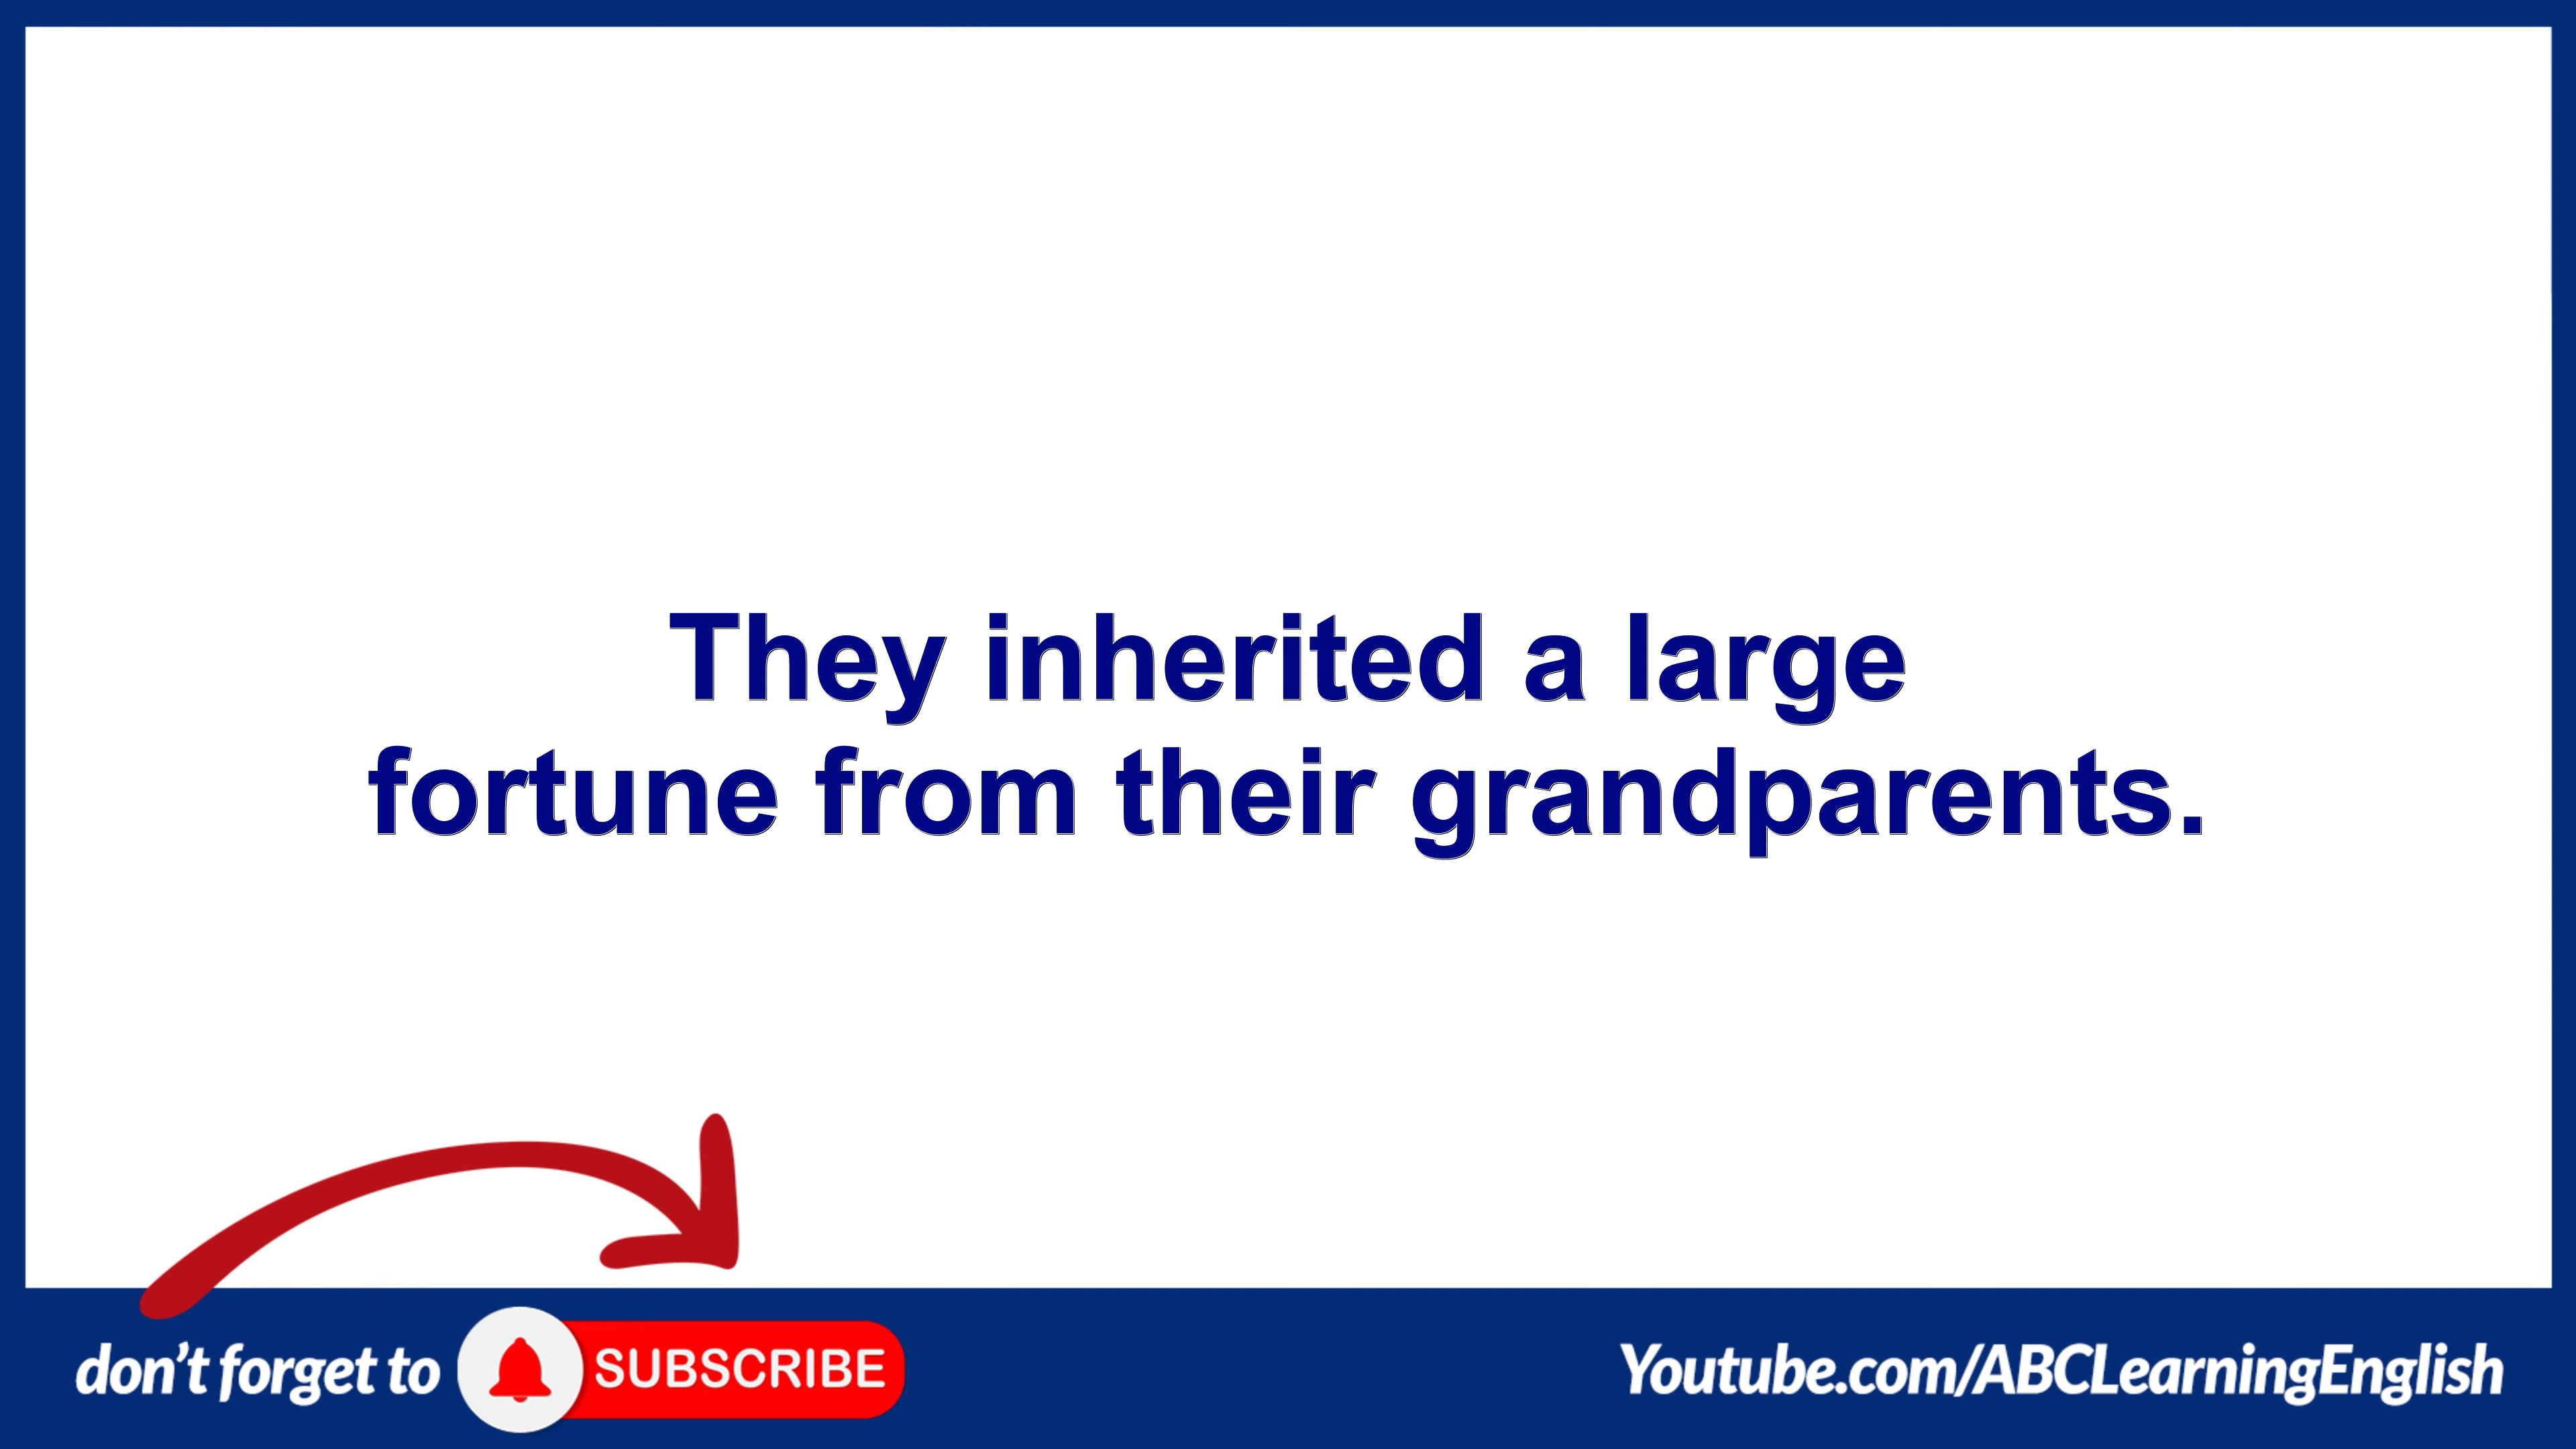 They inherited a large
fortune from their grandparents.
don't forget to SUBSCRIBE
Youtube.com/ABCLearningEnglish